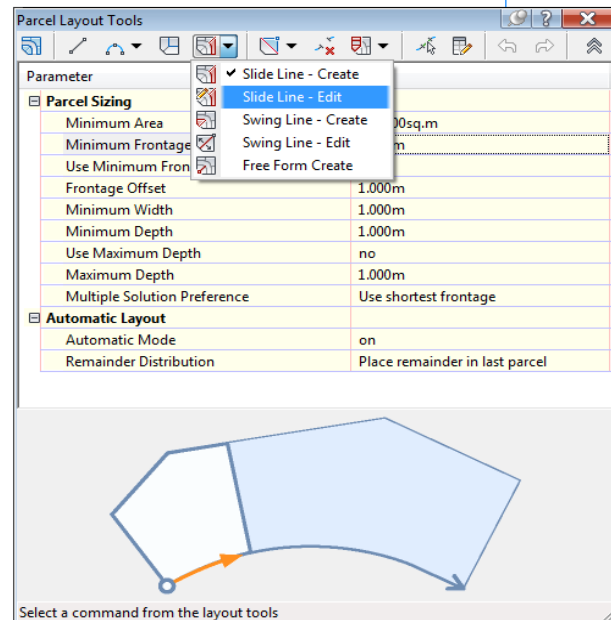 Parcel Layout Tools
Parameter
Slide Line - Create
Slide Line - Edit
Swing Line - Create
Swing Line - Edit
Free Form Create
Parcel Sizing
Minimum Area
00sq.m
Minimum Frontage
m
Use Minimum Fron
Frontage Offset 1.000m
Minimum Width 1.000m
Minimum Depth 1.000m
Use Maximum Depth no
Maximum Depth 1.000m
Multiple Solution Preference Use shortest frontage
Automatic Layout
Automatic Mode on
Remainder Distribution Place remainder in last parcel
Select a command from the layout tools